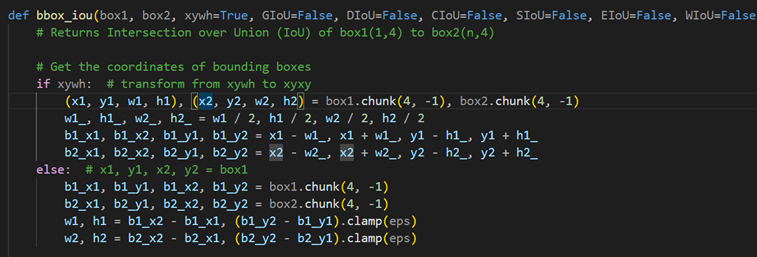 def bbox_iou(box1, box2, xywh=True, GIoU=False, DIoU=False, CIoU=False, SIoU=False, EIoU=False, WIoU=False
# Returns Intersection over Union (IoU) of box1(1,4) to box2(n,4)
# Get the coordinates of bounding boxes
if xywh:  # transform from xywh to xyxy
(x1, y1, w1, h1), (x2, y2, w2, h2) = box1.chunk(4, -1), box2.chunk(4, -1)
w1_, h1_, w2_, h2_ = w1 / 2, h1 / 2, w2 / 2, h2 / 2
b1_x1, b1_x2, b1_y1, b1_y2 = x1 - w1_, x1 + w1_, y1 - h1_, y1 + h1_
b2_x1, b2_x2, b2_y1, b2_y2 = x2 - w2_, x2 + w2_, y2 - h2_, y2 + h2_
else:  # x1, y1, x2, y2 = box1
b1_x1, b1_y1, b1_x2, b1_y2 = box1.chunk(4, -1)
b2_x1, b2_y1, b2_x2, b2_y2 = box2.chunk(4, -1)
w1, h1 = b1_x2 - b1_x1, (b1_y2 - b1_y1).clamp(eps)
w2, h2 = b2_x2 - b2_x1, (b2_y2 - b2_y1).clamp(eps)